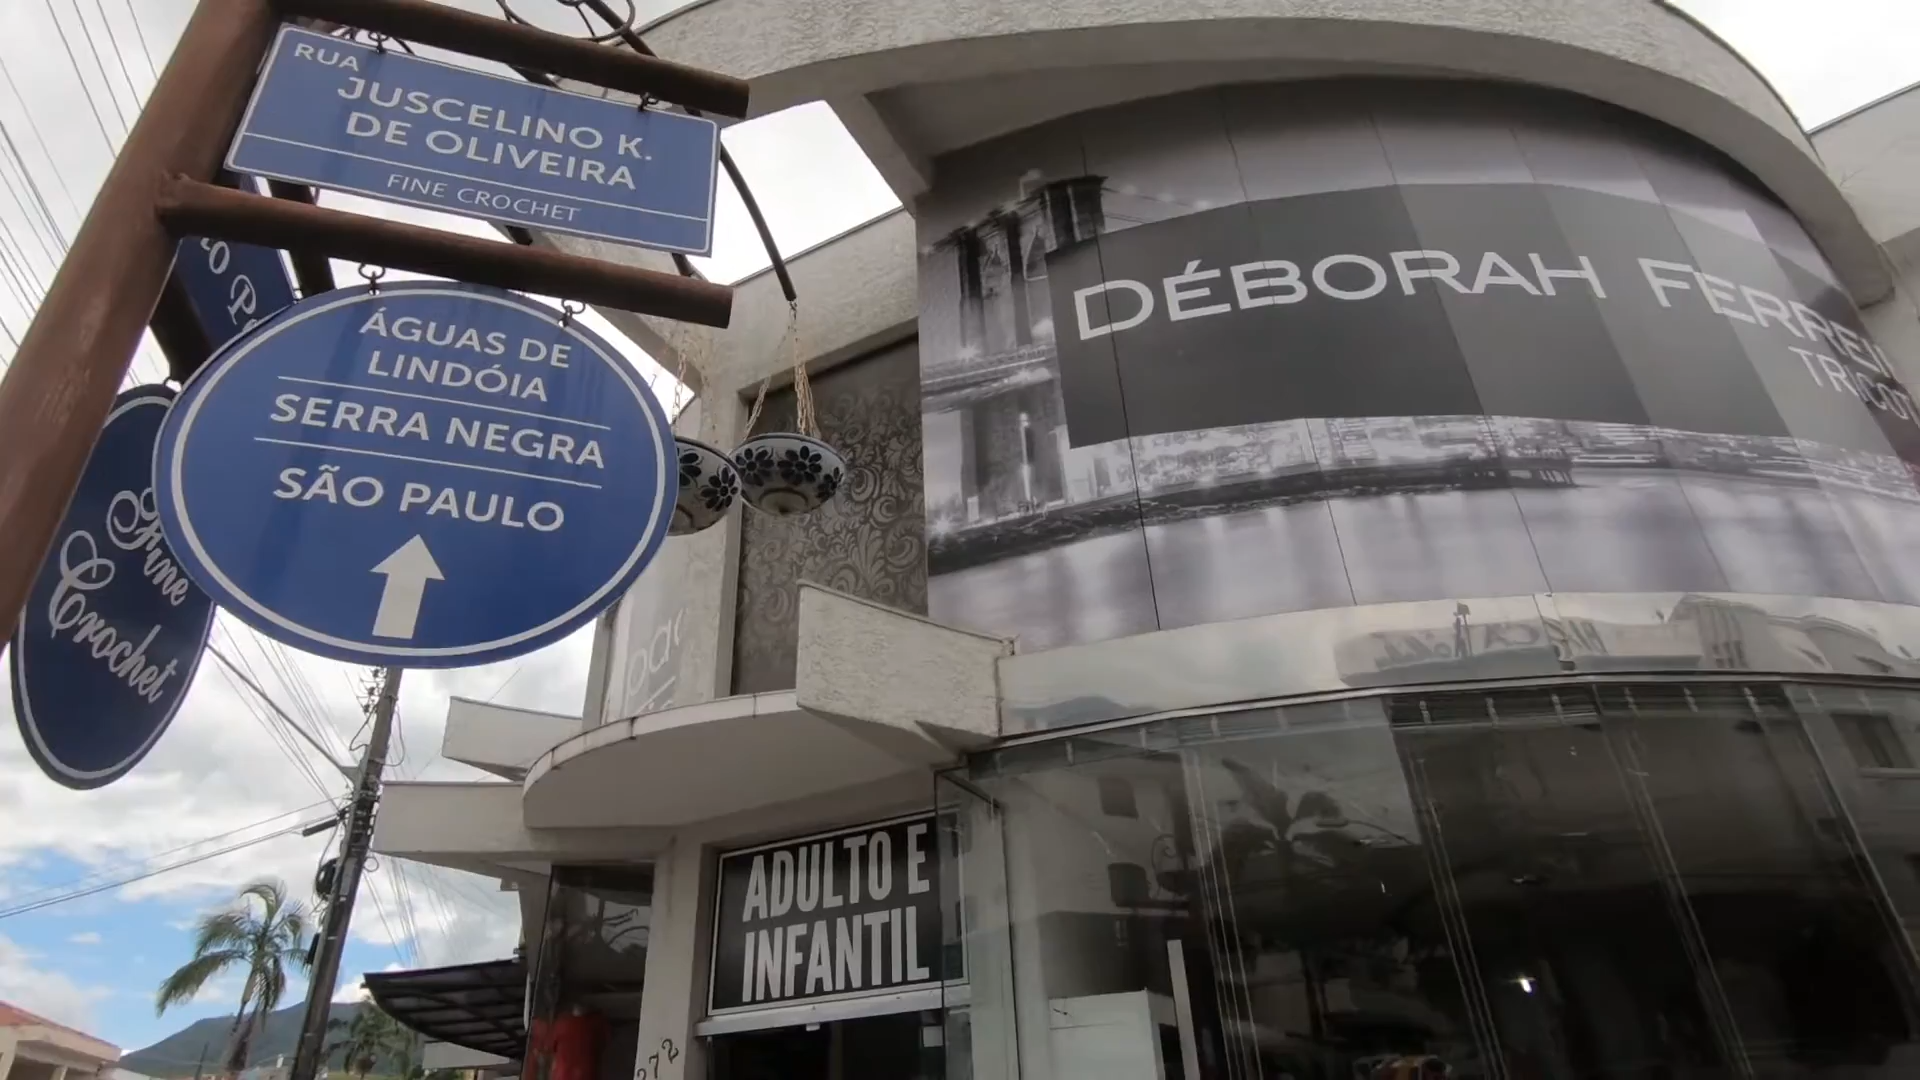 RUA
JUSCELINO K.
DE OLIVEIRA
FINE CROCHET
ÁGUAS DE
LINDÓIA
SERRA NEGRA
SÃO PAULO
Fine
Crochet
DÉBORAH FERREI
TRICOT
ADULTO E
INFANTIL
272